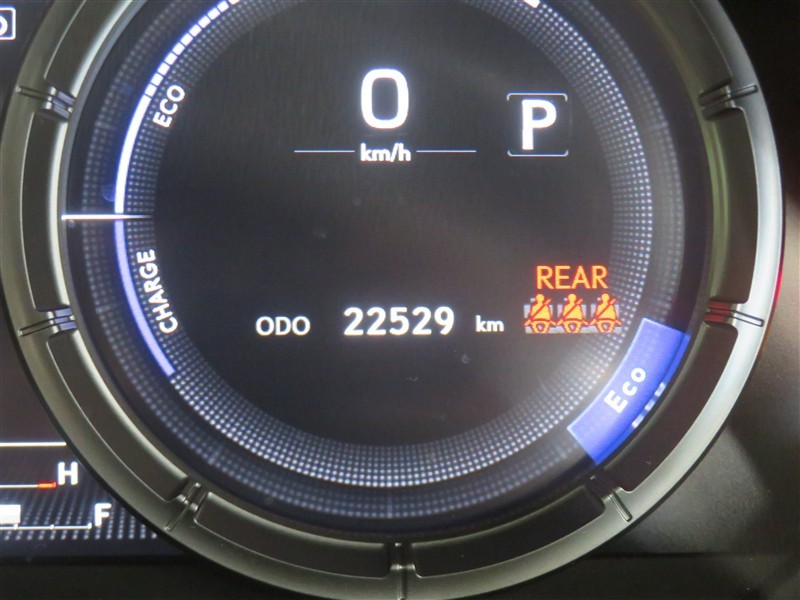 0
km/h
P
ECO
CHARGE
REAR
ODO 22529 km
Eco
H
F